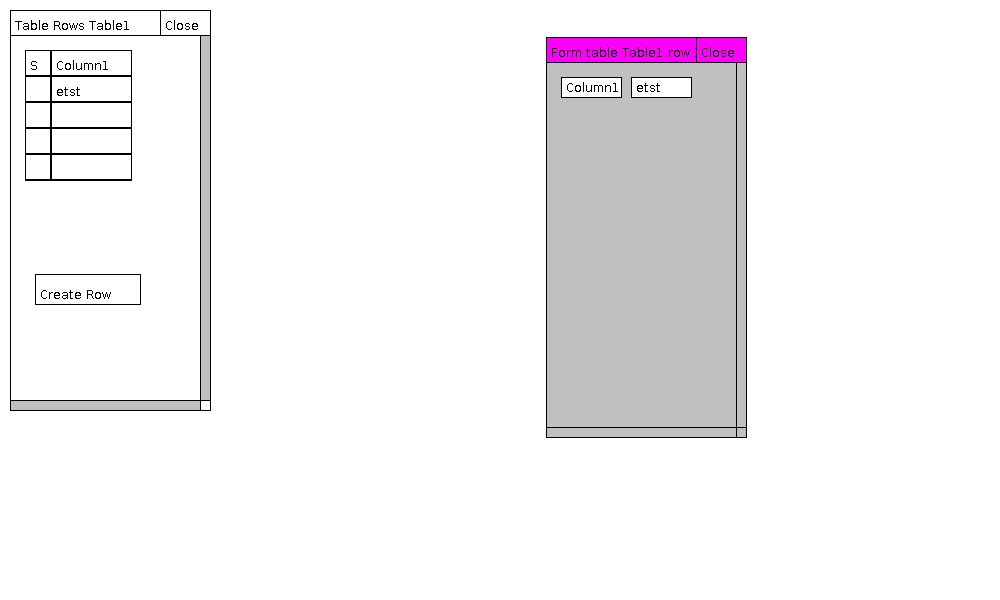 Table Rows Table1 Close
S Column1
etst
Create Row
Form table Table1 row Close
Column1 etst